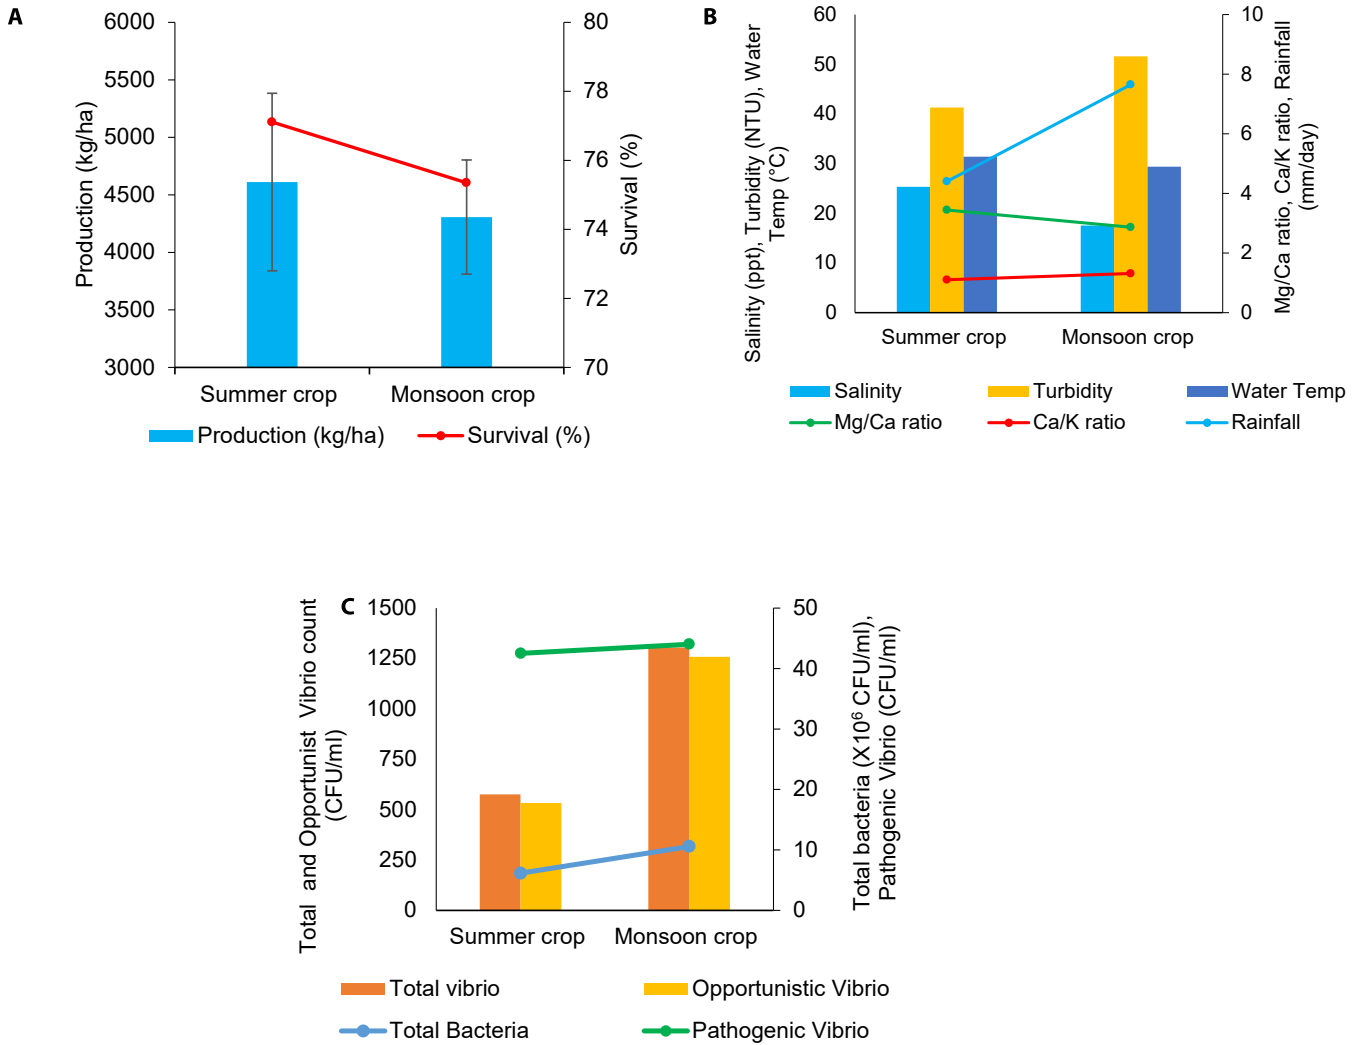 A
6000
5500
5000
4500
4000
3500
3000
Production (kg/ha)
80
78
76
74
72
70
Survival (%)
Summer crop
Monsoon crop
Production (kg/ha)
Survival (%)
B
60
50
40
30
20
10
0
Salinity (ppt), Turbidity (NTU), Water
Temp (°C)
10
8
6
4
2
0
Mg/Ca ratio, Ca/K ratio, Rainfall
(mm/day)
Summer crop
Monsoon crop
Salinity
Turbidity
Water Temp
Mg/Ca ratio
Ca/K ratio
Rainfall
C
1500
1250
1000
750
500
250
0
Total and Opportunist Vibrio count
(CFU/ml)
50
40
30
20
10
0
Total bacteria (X10⁶ CFU/ml),
Pathogenic Vibrio (CFU/ml)
Summer crop
Monsoon crop
Total vibrio
Opportunistic Vibrio
Total Bacteria
Pathogenic Vibrio